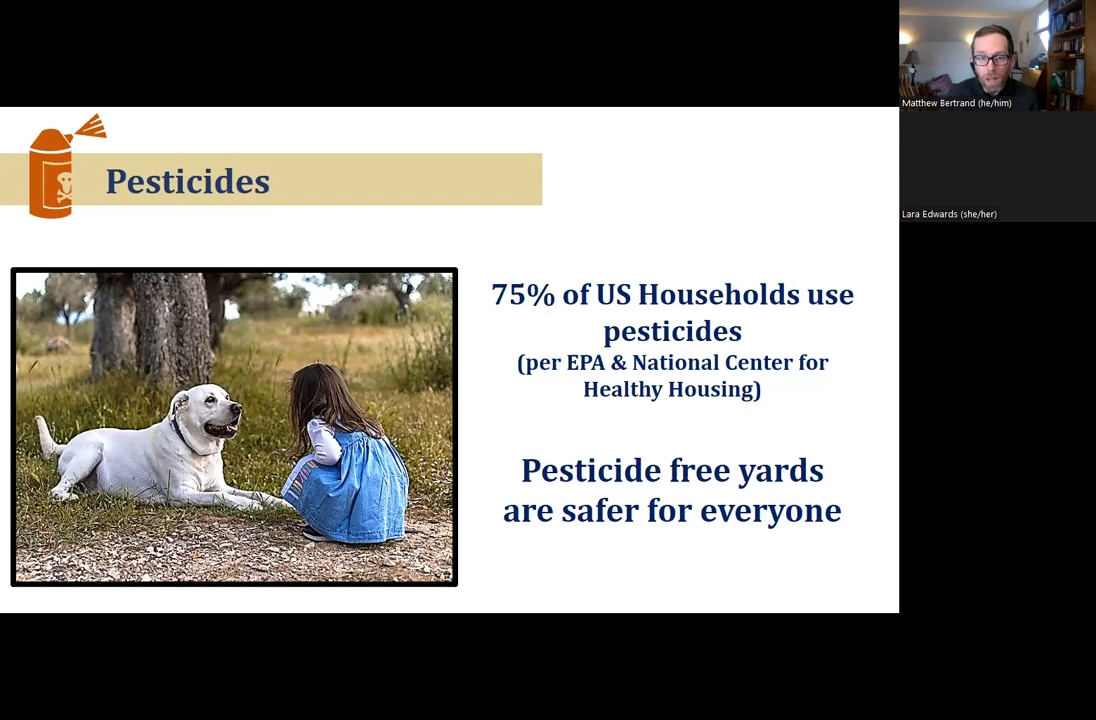 Matthew Bertrand (he/him)
Lara Edwards (she/her)
Pesticides
75% of US Households use
pesticides
(per EPA & National Center for
Healthy Housing)
Pesticide free yards
are safer for everyone